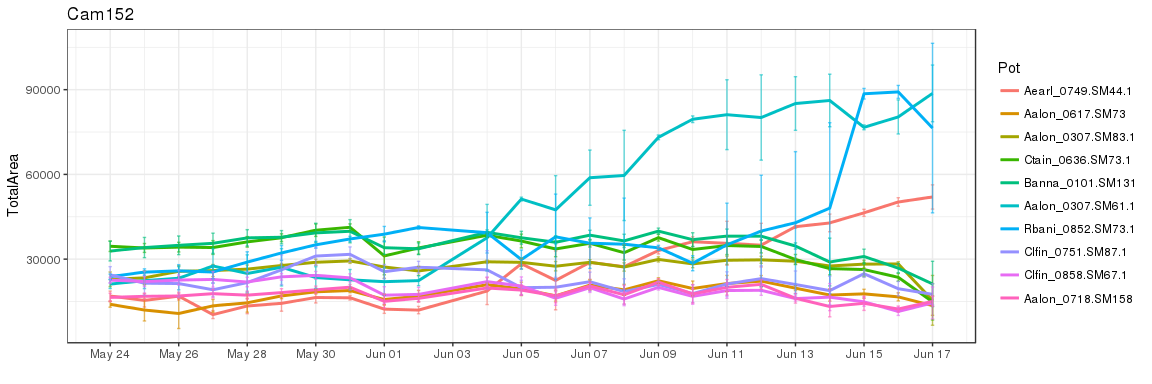 Cam152
TotalArea
90000
60000
30000
May 24
May 26
May 28
May 30
Jun 01
Jun 03
Jun 05
Jun 07
Jun 09
Jun 11
Jun 13
Jun 15
Jun 17
Pot
Aearl_0749.SM44.1
Aalon_0617.SM73
Aalon_0307.SM83.1
Ctain_0636.SM73.1
Banna_0101.SM131
Aalon_0307.SM61.1
Rbani_0852.SM73.1
Clfin_0751.SM87.1
Clfin_0858.SM67.1
Aalon_0718.SM158